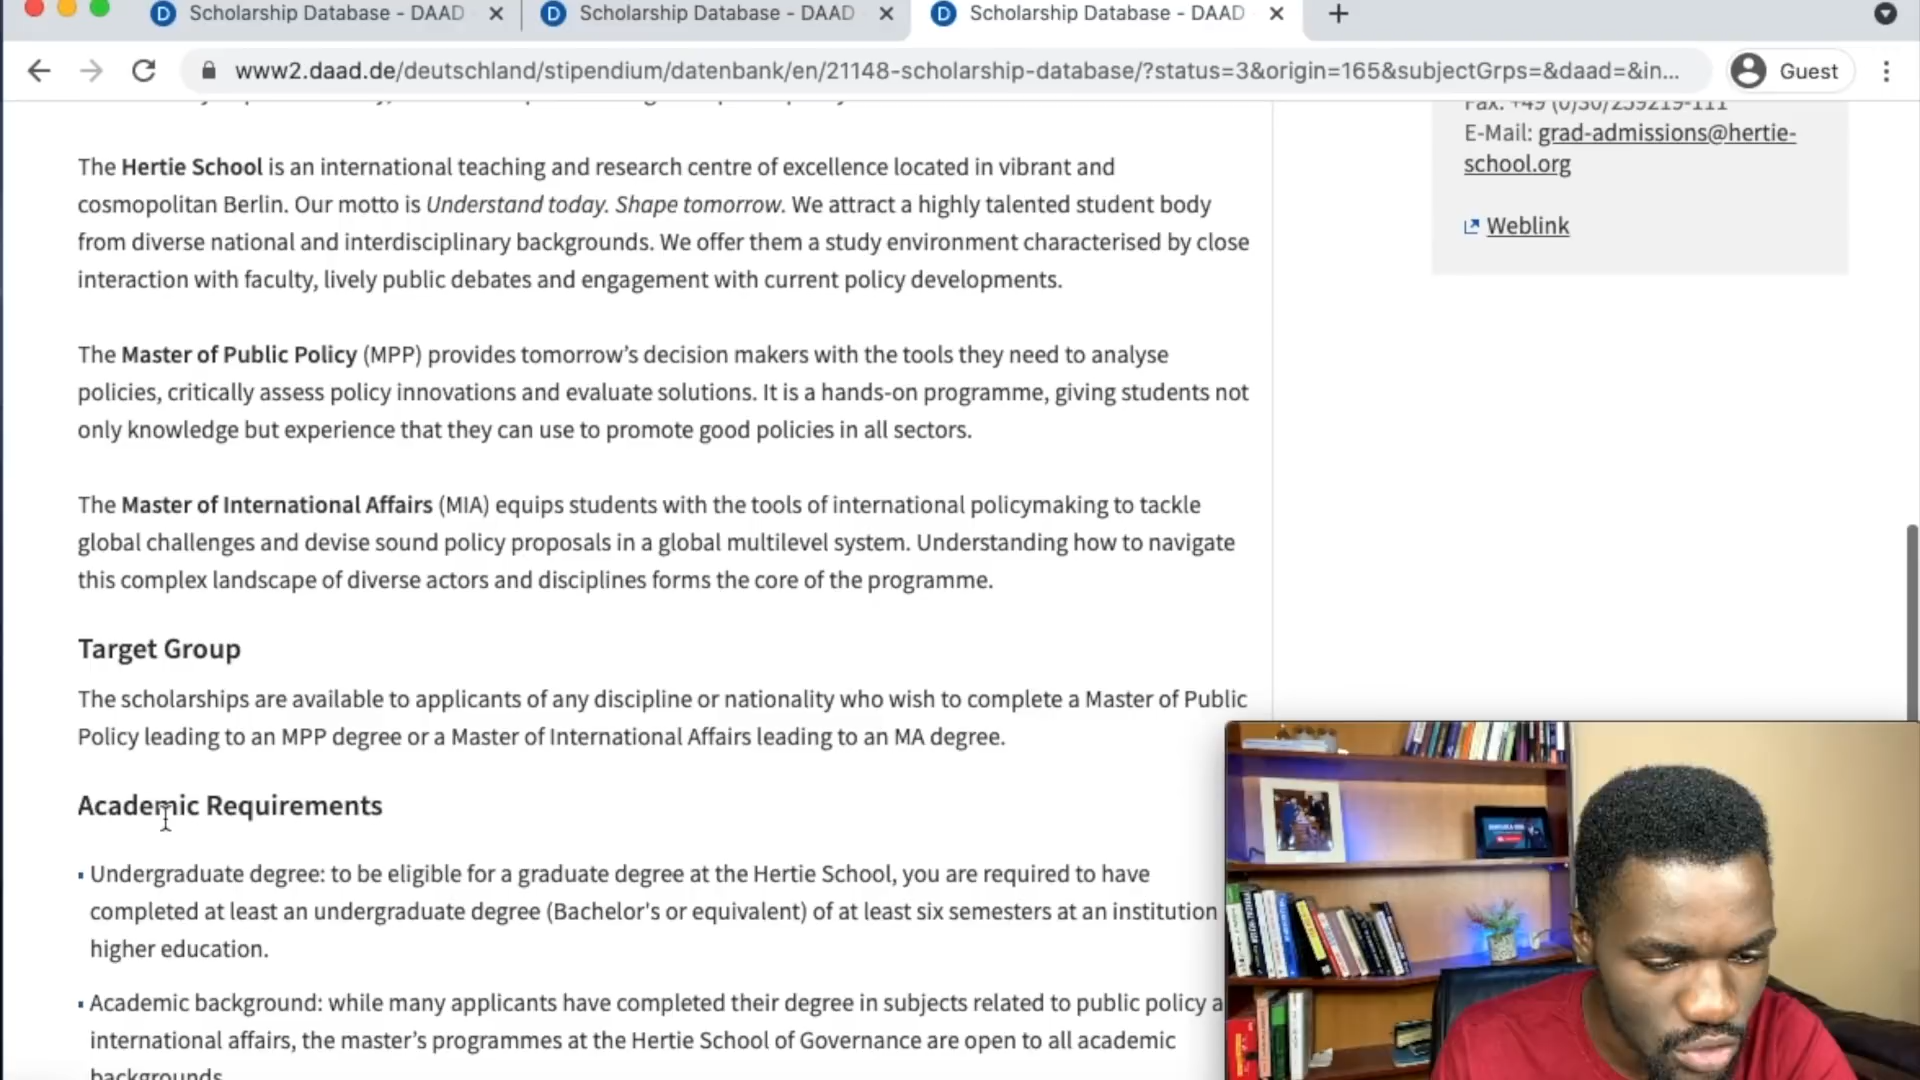 Scholarship Database - DAAD
Scholarship Database - DAAD
Scholarship Database - DAAD
www2.daad.de/deutschland/stipendium/datenbank/en/21148-scholarship-database/?status=3&origin=165&subjectGrps=&daad=&in...
Guest
Fax: +49 (0)30/259219-111
E-Mail: grad-admissions@hertie-
school.org
Weblink
The Hertie School is an international teaching and research centre of excellence located in vibrant and
cosmopolitan Berlin. Our motto is Understand today. Shape tomorrow. We attract a highly talented student body
from diverse national and interdisciplinary backgrounds. We offer them a study environment characterised by close
interaction with faculty, lively public debates and engagement with current policy developments.
The Master of Public Policy (MPP) provides tomorrow’s decision makers with the tools they need to analyse
policies, critically assess policy innovations and evaluate solutions. It is a hands-on programme, giving students not
only knowledge but experience that they can use to promote good policies in all sectors.
The Master of International Affairs (MIA) equips students with the tools of international policymaking to tackle
global challenges and devise sound policy proposals in a global multilevel system. Understanding how to navigate
this complex landscape of diverse actors and disciplines forms the core of the programme.
Target Group
The scholarships are available to applicants of any discipline or nationality who wish to complete a Master of Public
Policy leading to an MPP degree or a Master of International Affairs leading to an MA degree.
Academic Requirements
Undergraduate degree: to be eligible for a graduate degree at the Hertie School, you are required to have
completed at least an undergraduate degree (Bachelor's or equivalent) of at least six semesters at an institution
higher education.
Academic background: while many applicants have completed their degree in subjects related to public policy a
international affairs, the master’s programmes at the Hertie School of Governance are open to all academic
backgrounds